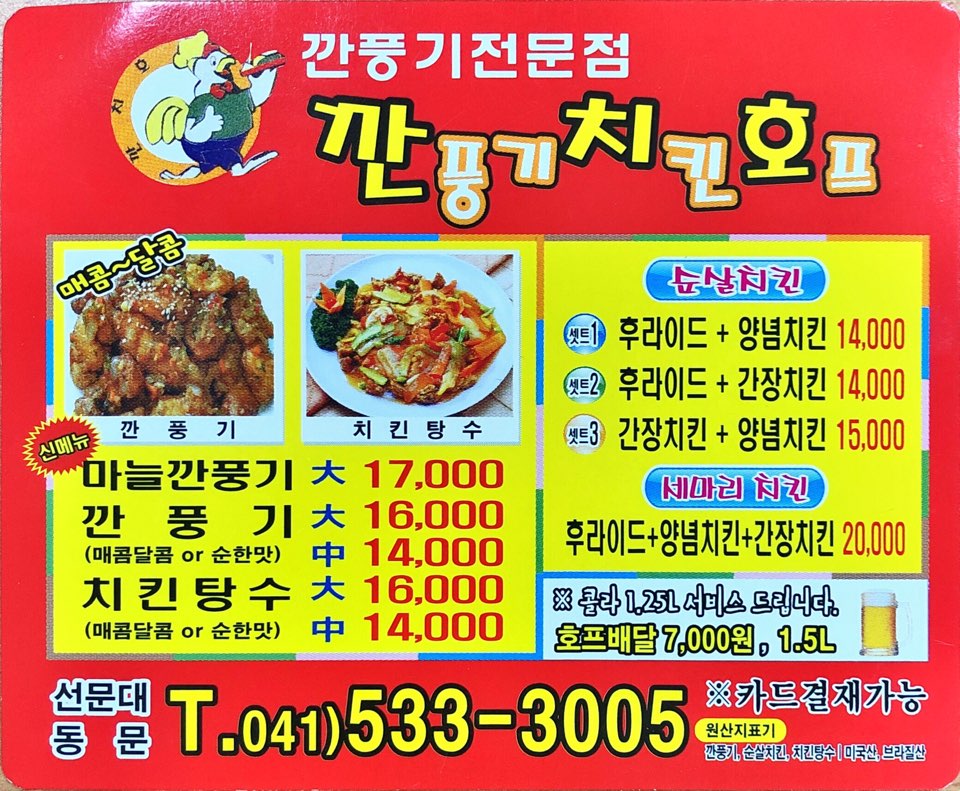 깐풍기전문점
깐치호
깐풍기치킨호프
매콤~달콤
깐풍기
치킨탕수
신메뉴
마늘깐풍기 大 17,000
깐풍기 大 16,000
(매콤달콤 or 순한맛) 中 14,000
치킨탕수 大 16,000
(매콤달콤 or 순한맛) 中 14,000
순살치킨
셋트1 후라이드 + 양념치킨 14,000
셋트2 후라이드 + 간장치킨 14,000
셋트3 간장치킨 + 양념치킨 15,000
세마리 치킨
후라이드+양념치킨+간장치킨 20,000
※ 콜라 1.25L 서비스 드립니다.
호프배달 7,000원, 1.5L
선문대
동문
T.041)533-3005
※카드결재가능
원산지표기
깐풍기, 순살치킨, 치킨탕수 | 미국산, 브라질산